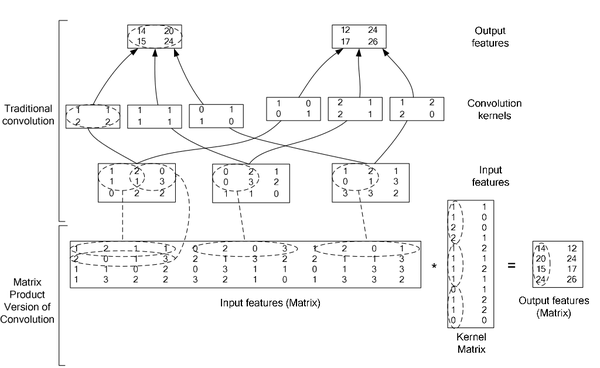 14 20 12 24
15 24 17 26
Output
features
Traditional
convolution
1 1 1 1 0 1 1 0 2 1 1 2
2 2 1 1 1 0 0 1 2 1 2 0
Convolution
kernels
1 2 0 0 2 1 1 2 1
1 1 3 0 3 2 0 1 3
0 2 2 1 1 0 3 3 2
Input
features
Matrix
Product
Version of
Convolution
1 2 1 1 0 2 0 3 1 2 0 1
2 0 1 3 2 1 3 2 2 1 1 3
1 1 0 2 0 3 1 1 0 1 3 3
1 3 2 2 3 2 1 0 1 3 3 2
Input features (Matrix)
*
1 1
1 0
2 0
2 1
1 2
1 1
1 2
1 1
0 1
1 2
1 2
0 0
Kernel
Matrix
=
14 12
20 24
15 17
24 26
Output features
(Matrix)